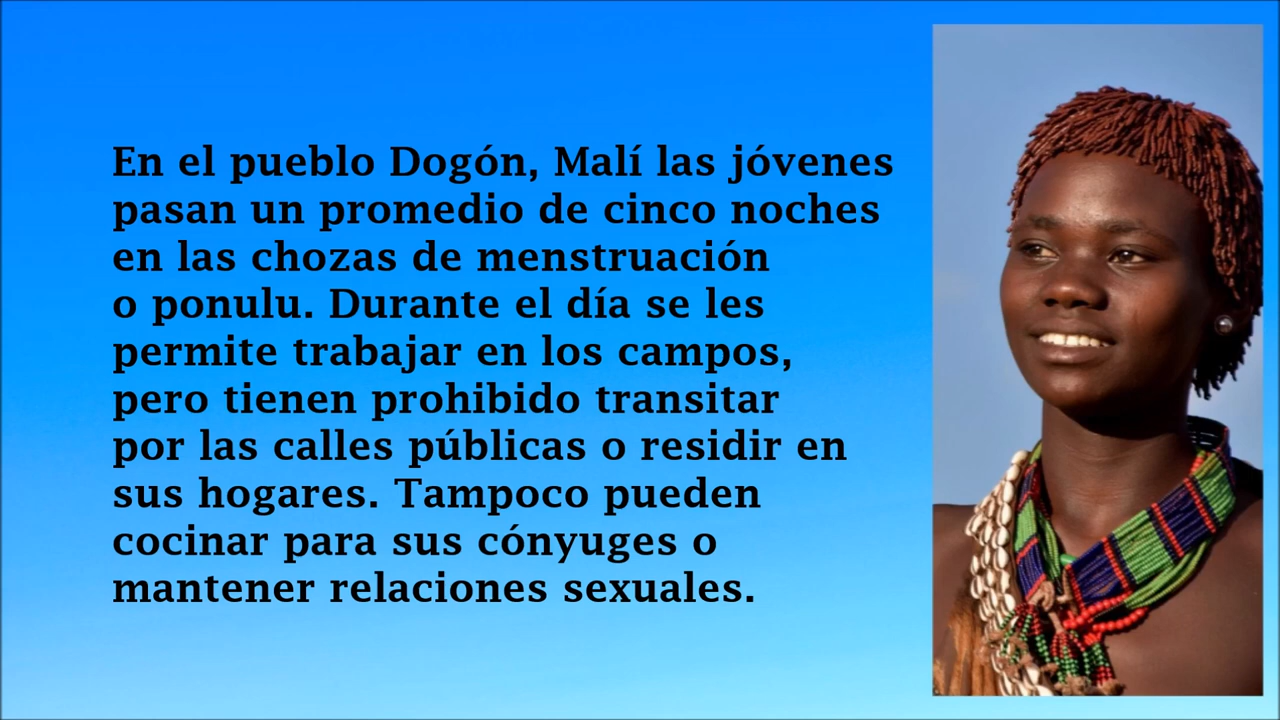 En el pueblo Dogón, Malí las jóvenes
pasan un promedio de cinco noches
en las chozas de menstruación
o ponulu. Durante el día se les
permite trabajar en los campos,
pero tienen prohibido transitar
por las calles públicas o residir en
sus hogares. Tampoco pueden
cocinar para sus cónyuges o
mantener relaciones sexuales.